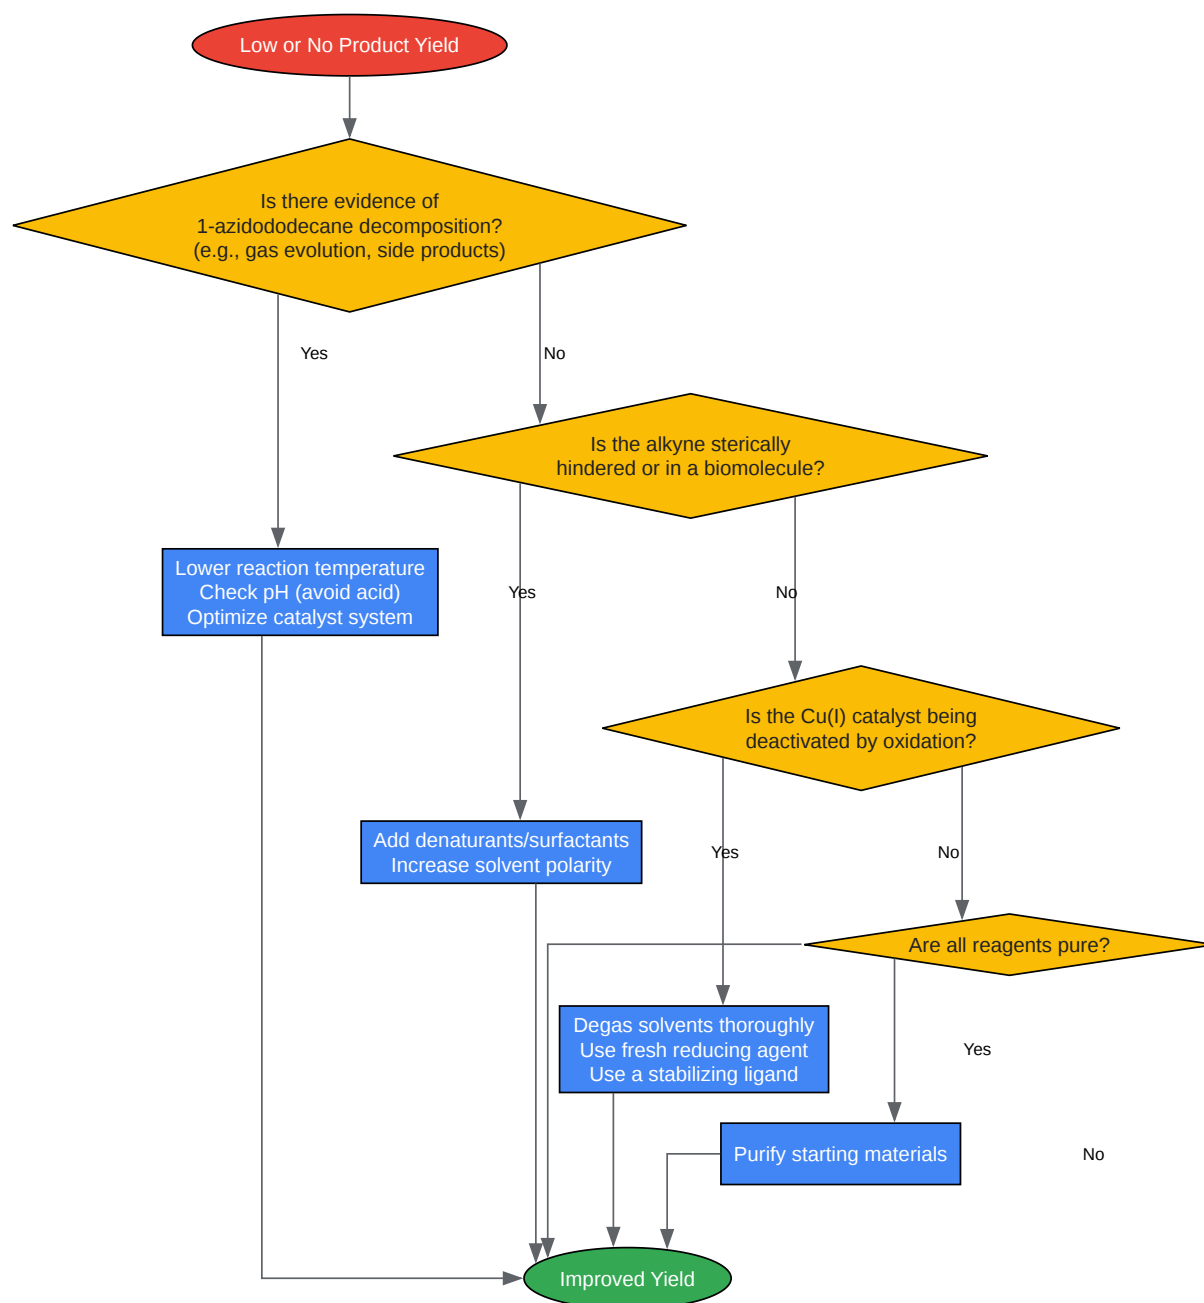 Low or No Product Yield
Is there evidence of
1-azidododecane decomposition?
(e.g., gas evolution, side products)
Yes
No
Is the alkyne sterically
hindered or in a biomolecule?
Lower reaction temperature
Check pH (avoid acid)
Optimize catalyst system
Yes
No
Is the Cu(I) catalyst being
deactivated by oxidation?
Add denaturants/surfactants
Increase solvent polarity
Yes
No
Are all reagents pure?
Degas solvents thoroughly
Use fresh reducing agent
Use a stabilizing ligand
Yes
Purify starting materials
No
Improved Yield